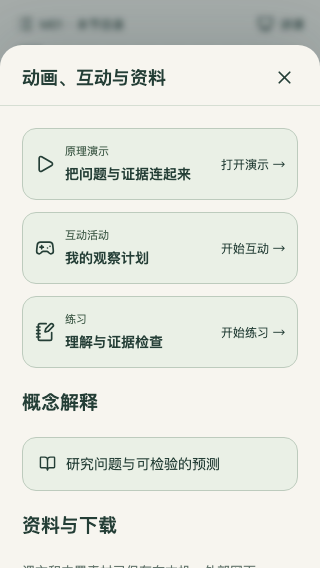 动画、互动与资料
原理演示
把问题与证据连起来
打开演示 →
互动活动
我的观察计划
开始互动 →
练习
理解与证据检查
开始练习 →
概念解释
研究问题与可检验的预测
资料与下载